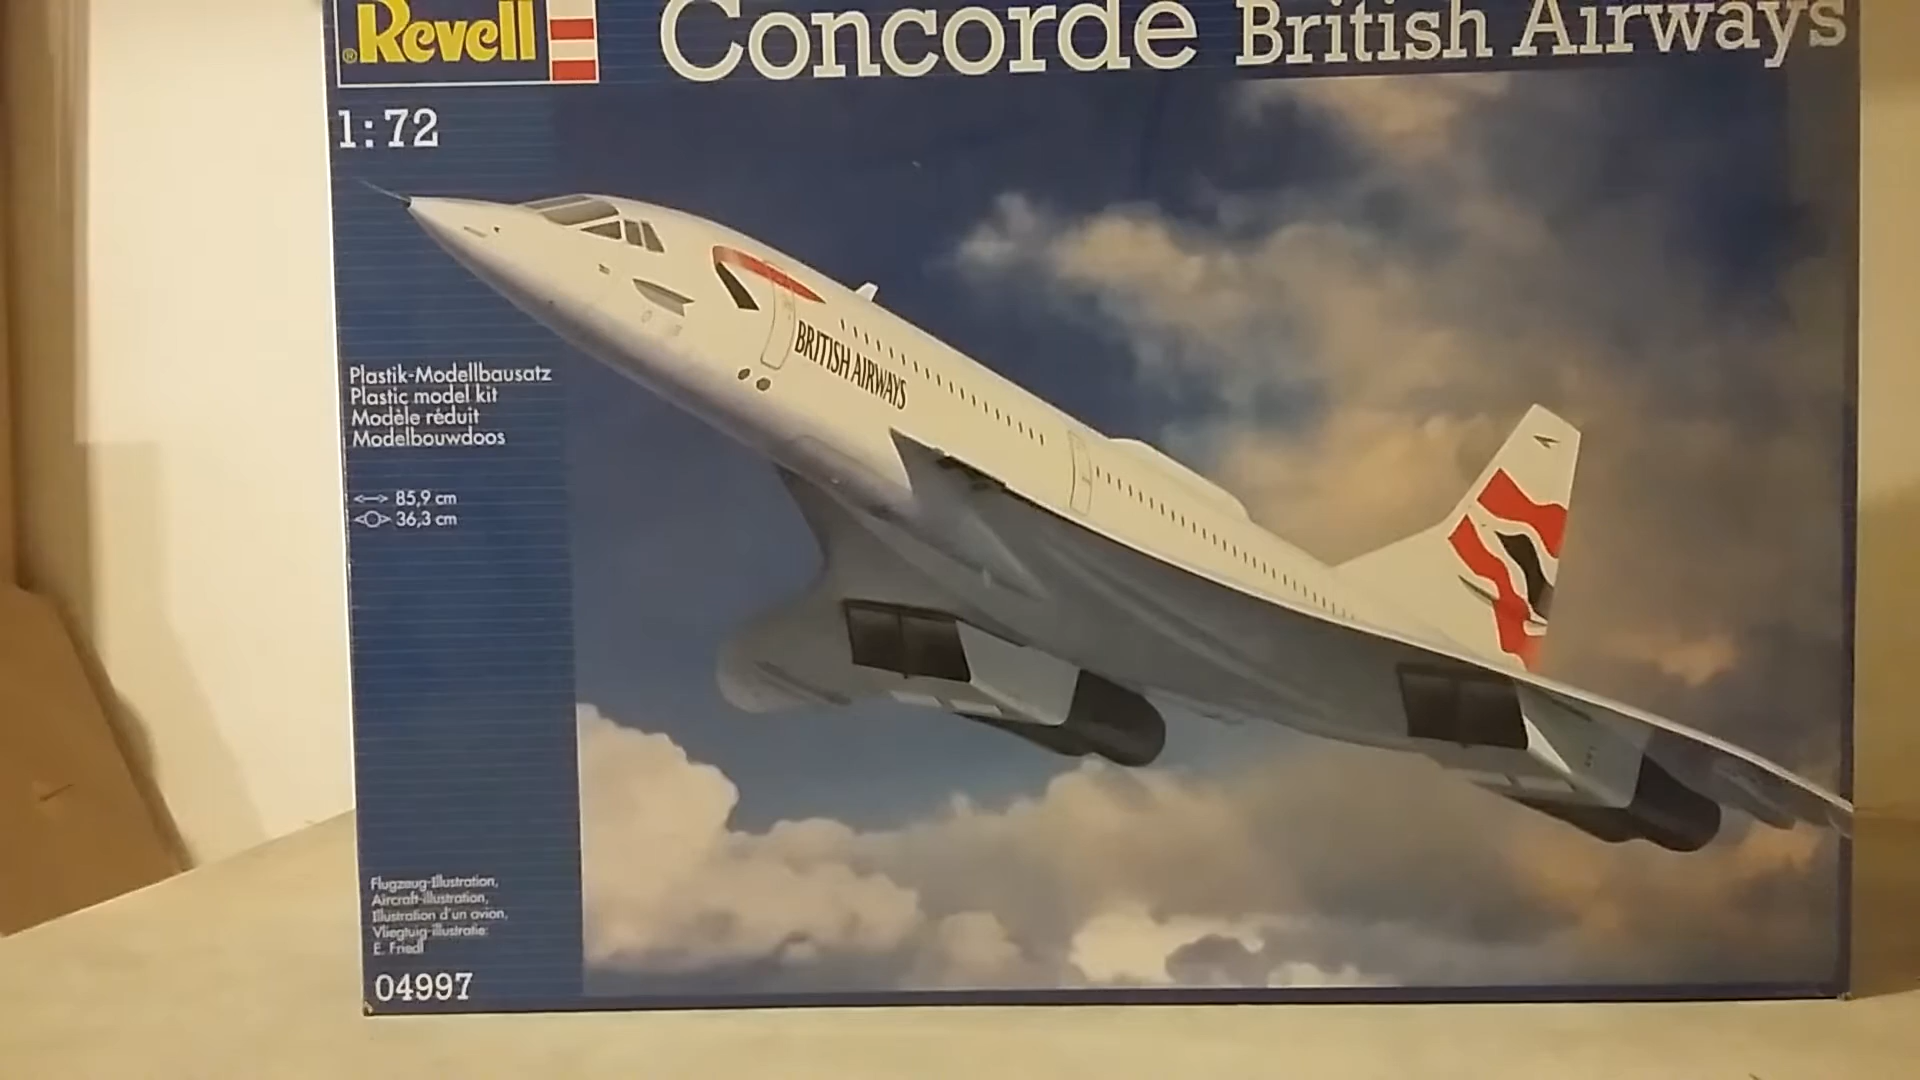 ®Revell
Concorde British Airways
1:72
BRITISH AIRWAYS
Plastik-Modellbausatz
Plastic model kit
Modèle réduit
Modelbouwdoos
85,9 cm
36,3 cm
Flugzeug-Illustration,
Aircraft-illustration,
Illustration d'un avion,
Vliegtuig-illustratie:
E. Friedl
04997